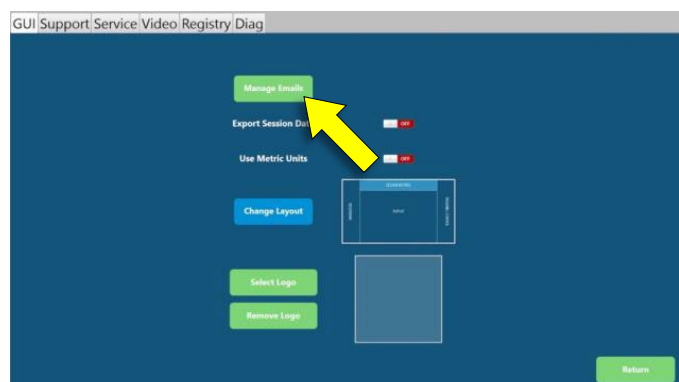 GUI Support Service Video Registry Diag
Manage Emails
Export Session Dat
OFF
Use Metric Units
OFF
Change Layout
Select Logo
Remove Logo
Return